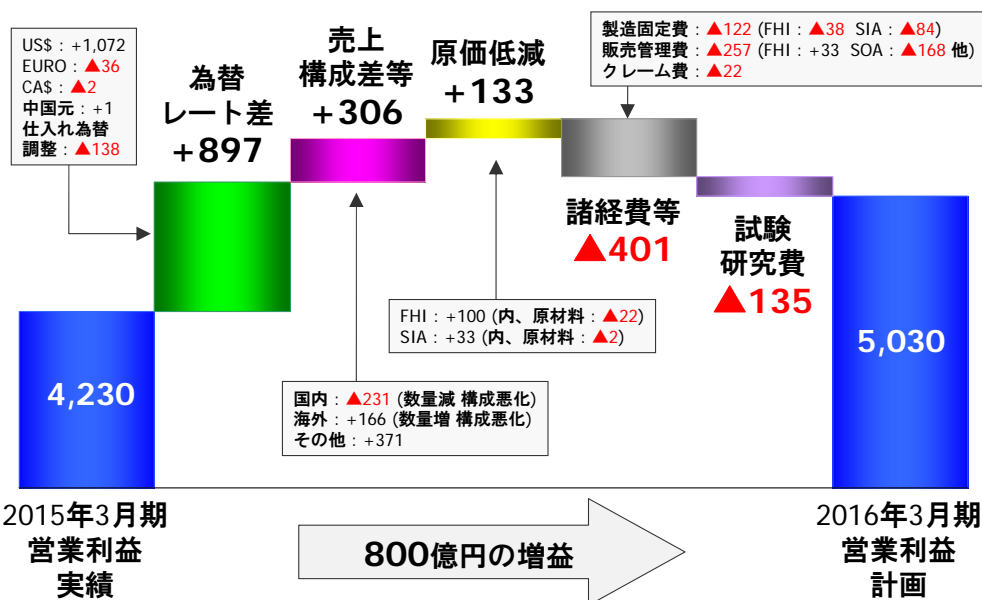 US$：+1,072
EURO：▲36
CA$：▲2
中国元：+1
仕入れ為替
調整：▲138
為替
レート差
+897
売上
構成差等
+306
原価低減
+133
製造固定費：▲122 (FHI：▲38 SIA：▲84)
販売管理費：▲257 (FHI：+33 SOA：▲168 他)
クレーム費：▲22
諸経費等
▲401
試験
研究費
▲135
FHI：+100 (内、原材料：▲22)
SIA：+33 (内、原材料：▲2)
国内：▲231 (数量減 構成悪化)
海外：+166 (数量増 構成悪化)
その他：+371
4,230
5,030
2015年3月期
営業利益
実績
800億円の増益
2016年3月期
営業利益
計画